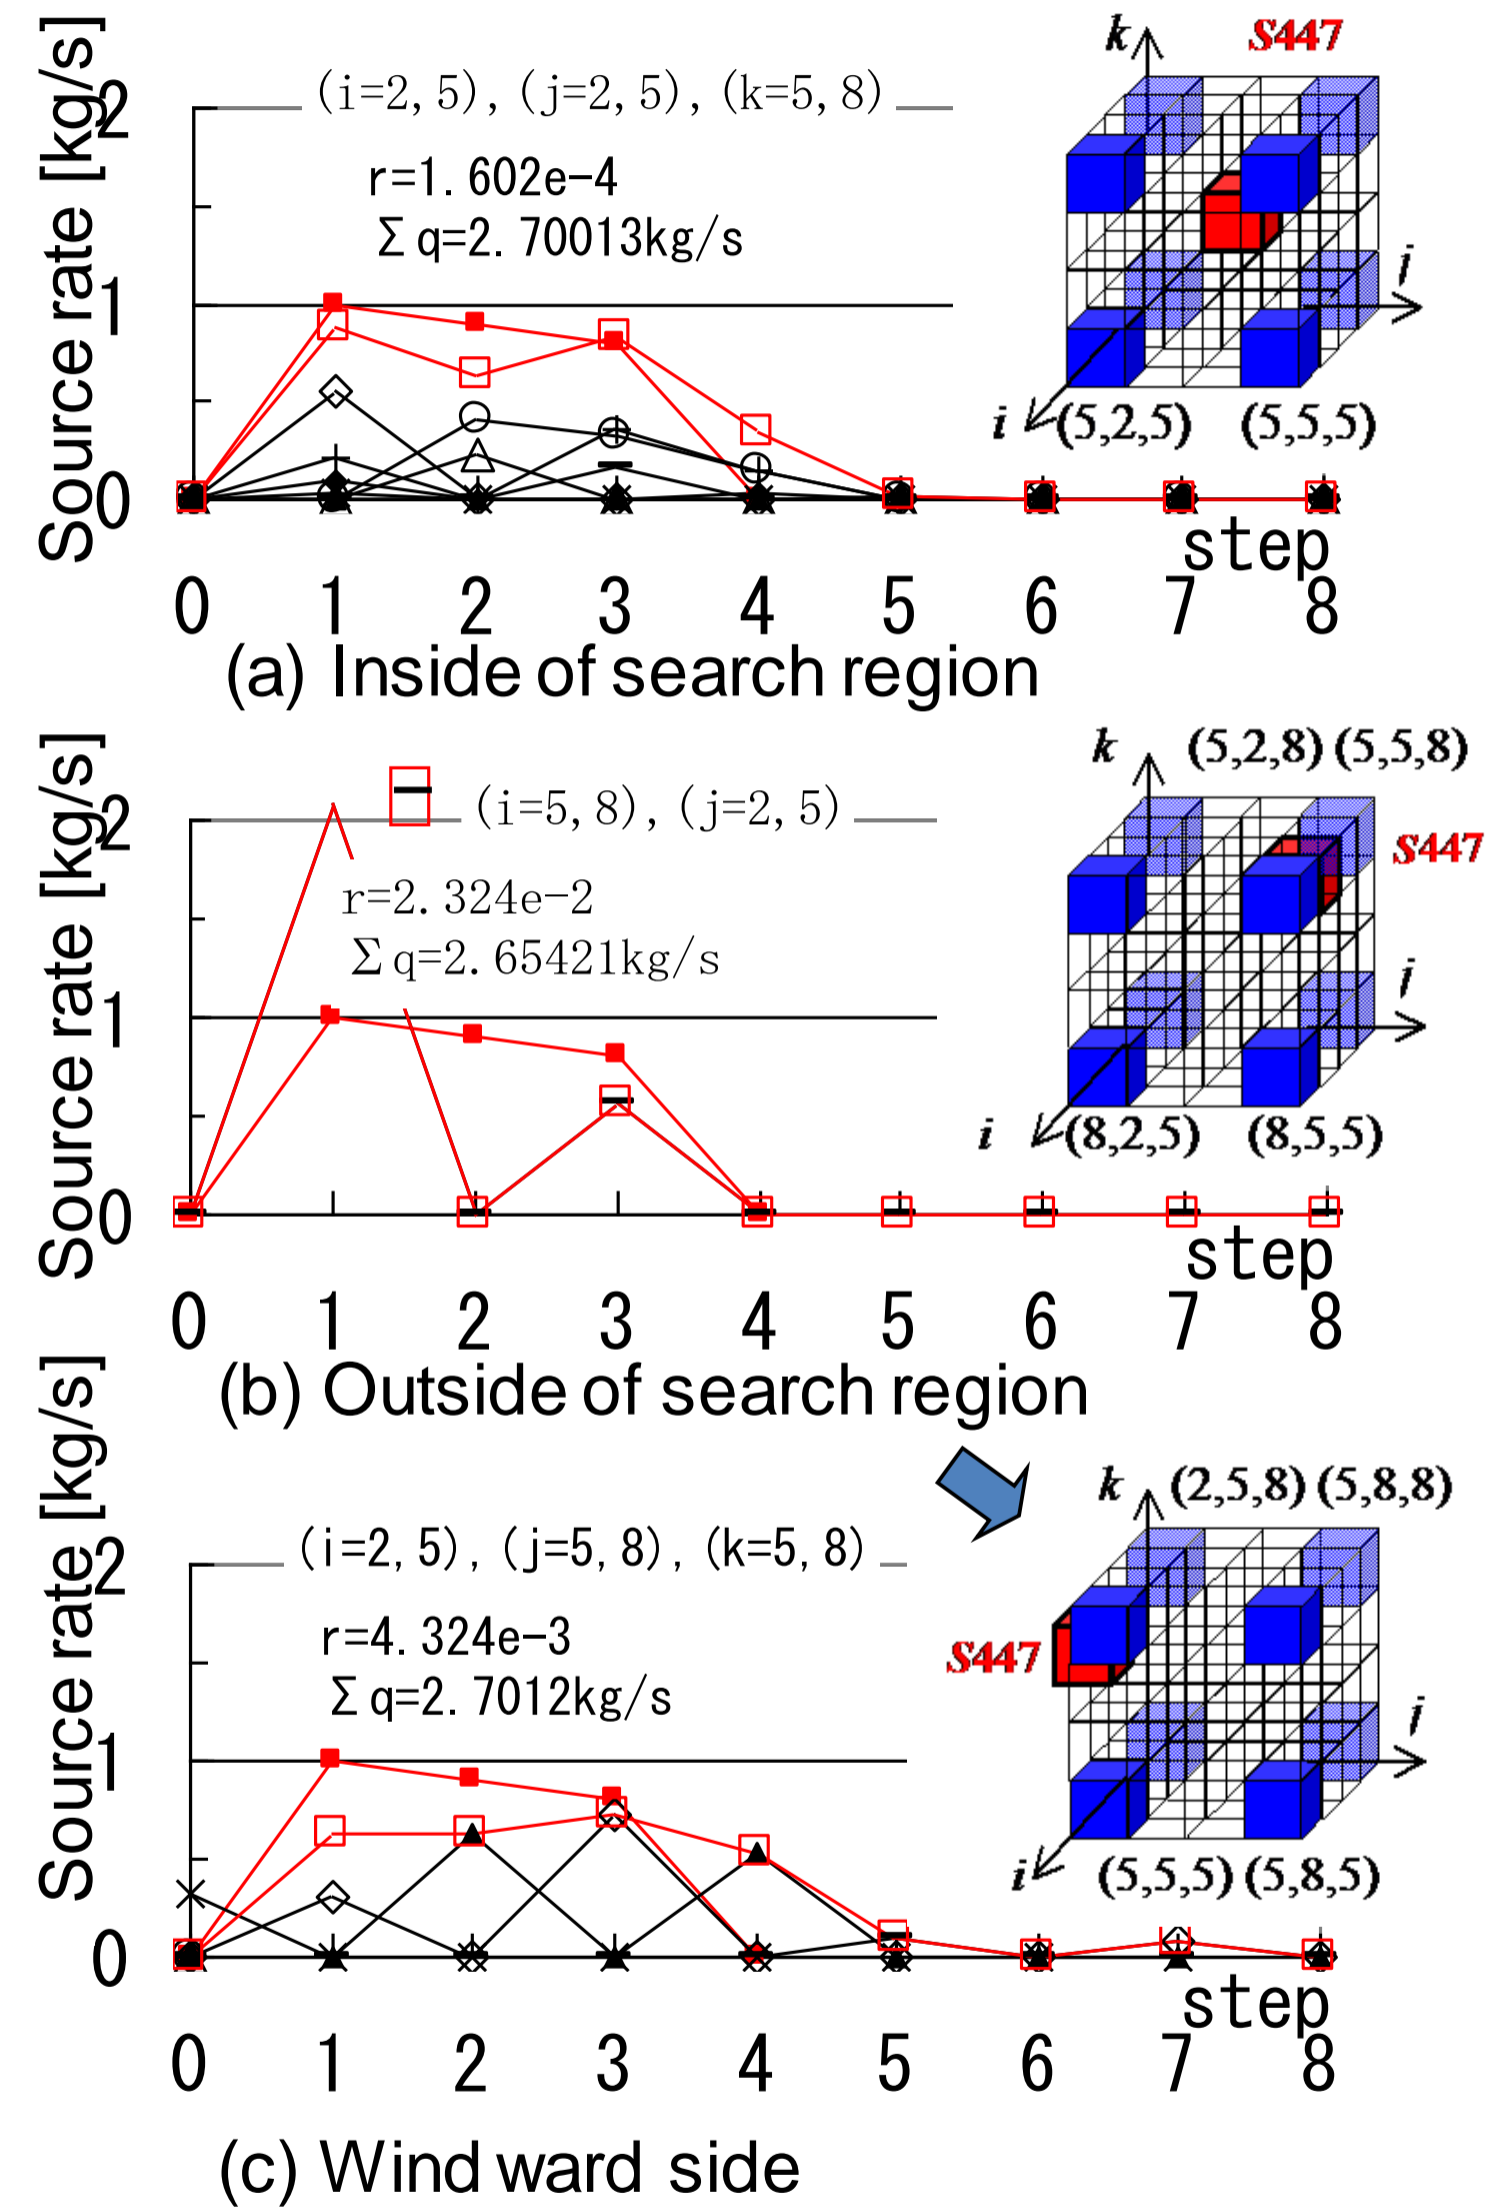 Source rate [kg/s]
2
1
0
(i=2,5),(j=2,5),(k=5,8)
r=1.602e-4
Σq=2.70013kg/s
k
S447
j
i
(5,2,5) (5,5,5)
step
0 1 2 3 4 5 6 7 8
(a) Inside of search region
Source rate [kg/s]
2
1
0
(i=5,8),(j=2,5)
r=2.324e-2
Σq=2.65421kg/s
k
(5,2,8) (5,5,8)
S447
j
i
(8,2,5) (8,5,5)
step
0 1 2 3 4 5 6 7 8
(b) Outside of search region
Source rate [kg/s]
2
1
0
(i=2,5),(j=5,8),(k=5,8)
r=4.324e-3
Σq=2.7012kg/s
k
(2,5,8) (5,8,8)
S447
j
i
(5,5,5) (5,8,5)
step
0 1 2 3 4 5 6 7 8
(c) Wind ward side